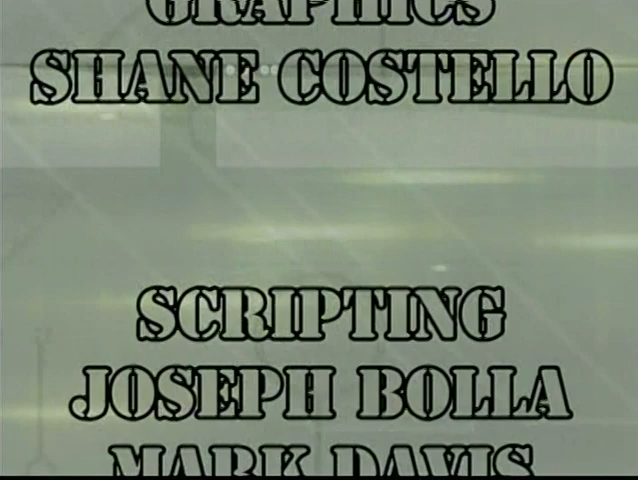 GRAPHICS
SHANE COSTELLO
SCRIPTING
JOSEPH BOLLA
MARK DAVIS